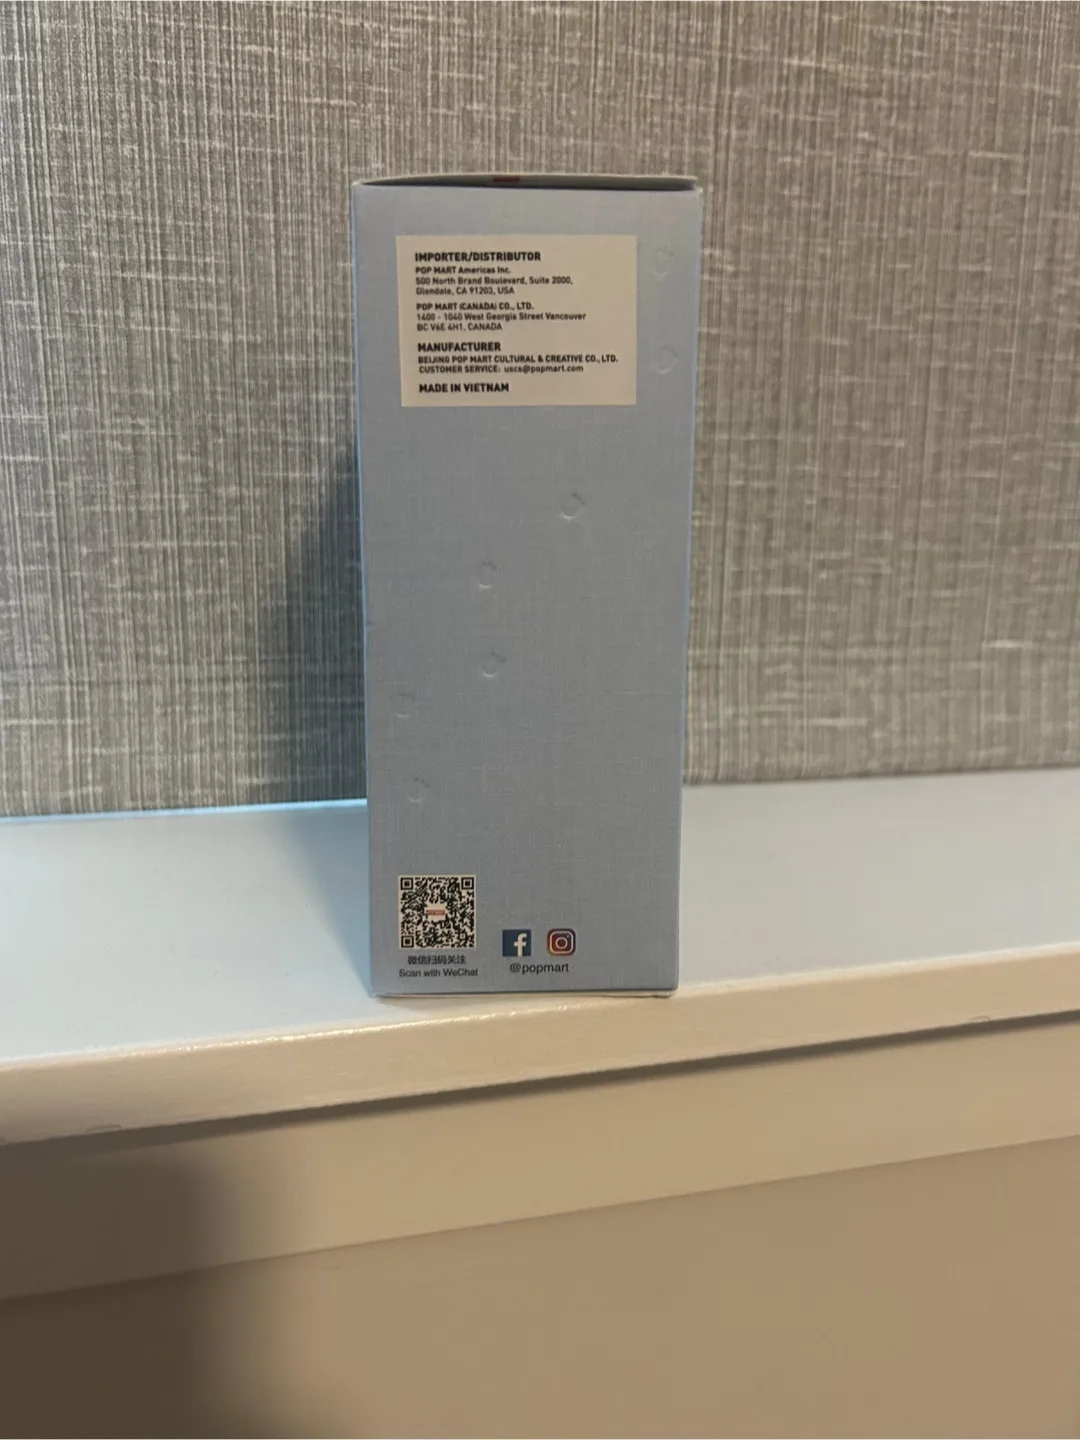 IMPORTER/DISTRIBUTOR
POP MART Americas Inc.
500 North Brand Boulevard, Suite 2000,
Glendale, CA 91203, USA
POP MART (CANADA) CO., LTD.
1400 - 1040 West Georgia Street Vancouver
BC V6E 4H1, CANADA
MANUFACTURER
BEIJING POP MART CULTURAL & CREATIVE CO., LTD.
CUSTOMER SERVICE: uscs@popmart.com
MADE IN VIETNAM
微信扫码关注
Scan with WeChat
@popmart